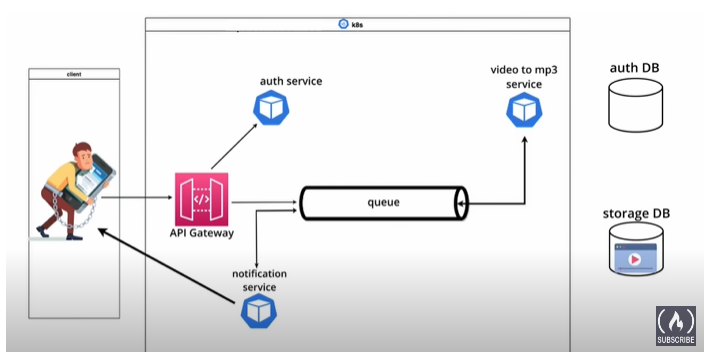 k8s
client
auth service
video to mp3
service
auth DB
</>
API Gateway
queue
storage DB
notification
service
SUBSCRIBE